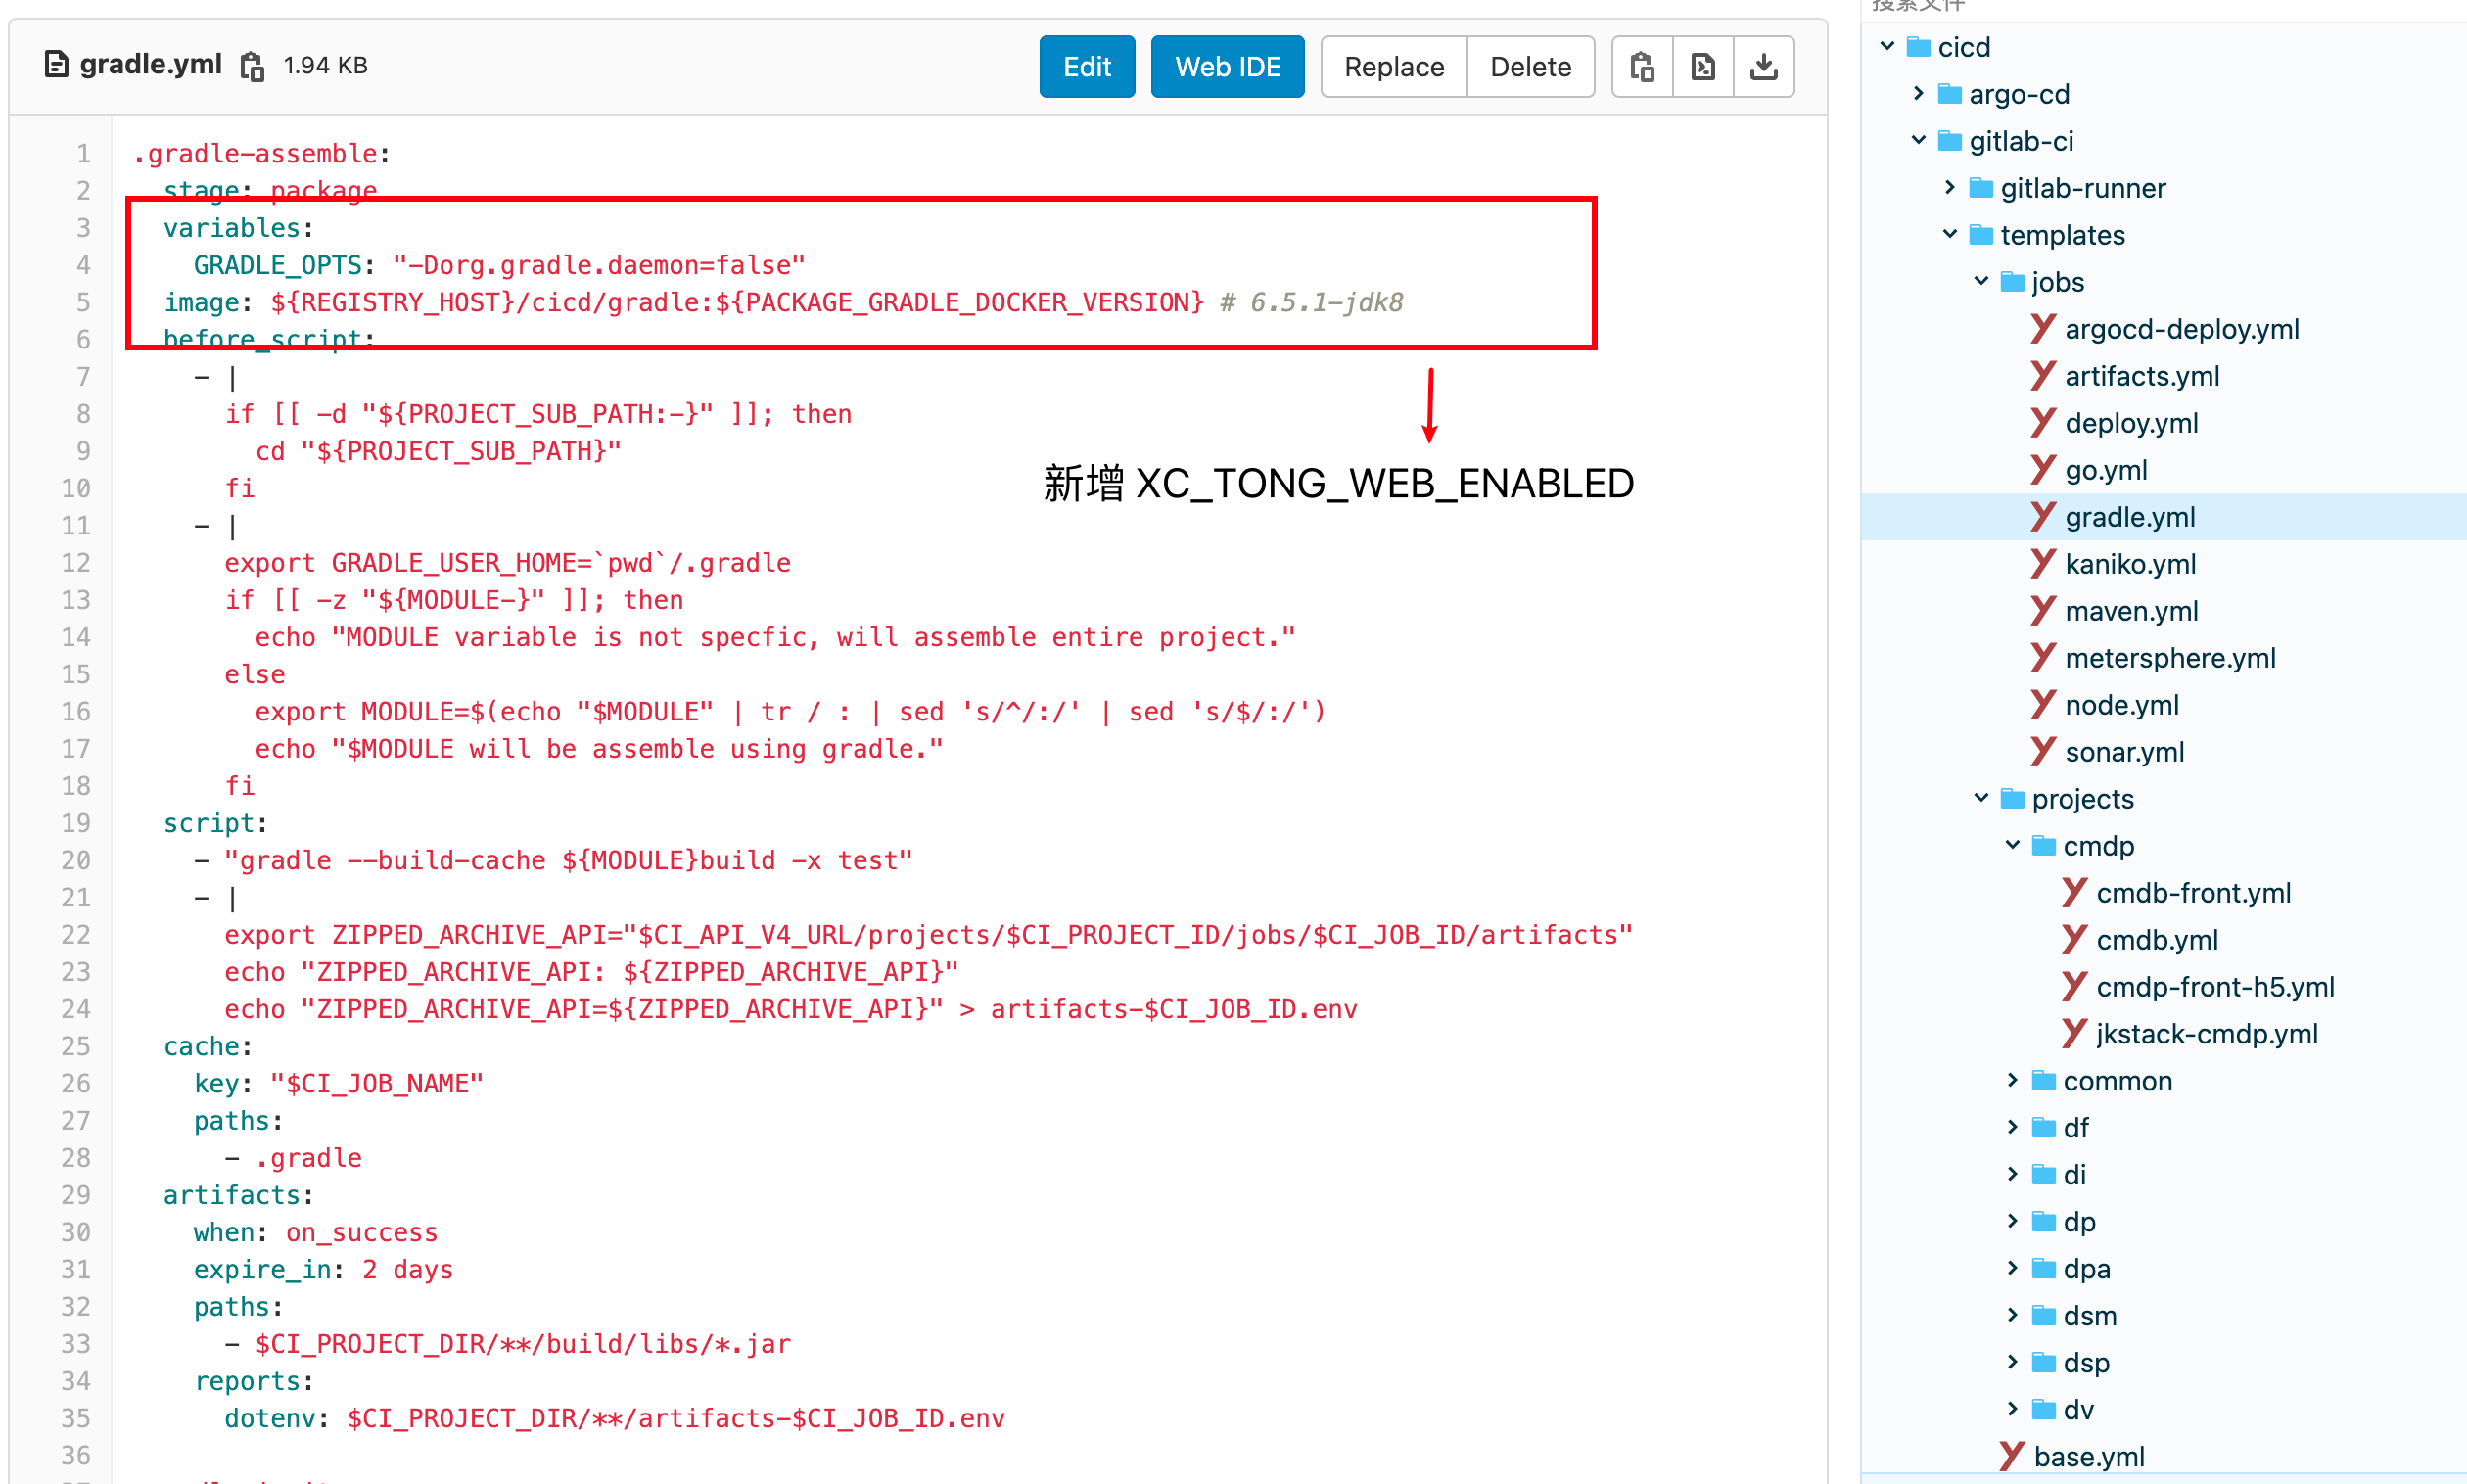 搜索文件
gradle.yml 1.94 KB Edit Web IDE Replace Delete
1 .gradle-assemble:
2   stage: package
3   variables:
4     GRADLE_OPTS: "-Dorg.gradle.daemon=false"
5   image: ${REGISTRY_HOST}/cicd/gradle:${PACKAGE_GRADLE_DOCKER_VERSION} # 6.5.1-jdk8
6   before_script:
7     - |
8       if [[ -d "${PROJECT_SUB_PATH:-}" ]]; then
9         cd "${PROJECT_SUB_PATH}"
10       fi
11     - |
12       export GRADLE_USER_HOME=`pwd`/.gradle
13       if [[ -z "${MODULE-}" ]]; then
14         echo "MODULE variable is not specfic, will assemble entire project."
15       else
16         export MODULE=$(echo "$MODULE" | tr / : | sed 's/^/:/' | sed 's/$/:/')
17         echo "$MODULE will be assemble using gradle."
18       fi
19   script:
20     - "gradle --build-cache ${MODULE}build -x test"
21     - |
22       export ZIPPED_ARCHIVE_API="$CI_API_V4_URL/projects/$CI_PROJECT_ID/jobs/$CI_JOB_ID/artifacts"
23       echo "ZIPPED_ARCHIVE_API: ${ZIPPED_ARCHIVE_API}"
24       echo "ZIPPED_ARCHIVE_API=${ZIPPED_ARCHIVE_API}" > artifacts-$CI_JOB_ID.env
25   cache:
26     key: "$CI_JOB_NAME"
27     paths:
28       - .gradle
29   artifacts:
30     when: on_success
31     expire_in: 2 days
32     paths:
33       - $CI_PROJECT_DIR/**/build/libs/*.jar
34     reports:
35       dotenv: $CI_PROJECT_DIR/**/artifacts-$CI_JOB_ID.env
36
新增 XC_TONG_WEB_ENABLED
cicd
argo-cd
gitlab-ci
gitlab-runner
templates
jobs
argocd-deploy.yml
artifacts.yml
deploy.yml
go.yml
gradle.yml
kaniko.yml
maven.yml
metersphere.yml
node.yml
sonar.yml
projects
cmdp
cmdb-front.yml
cmdb.yml
cmdp-front-h5.yml
jkstack-cmdp.yml
common
df
di
dp
dpa
dsm
dsp
dv
base.yml